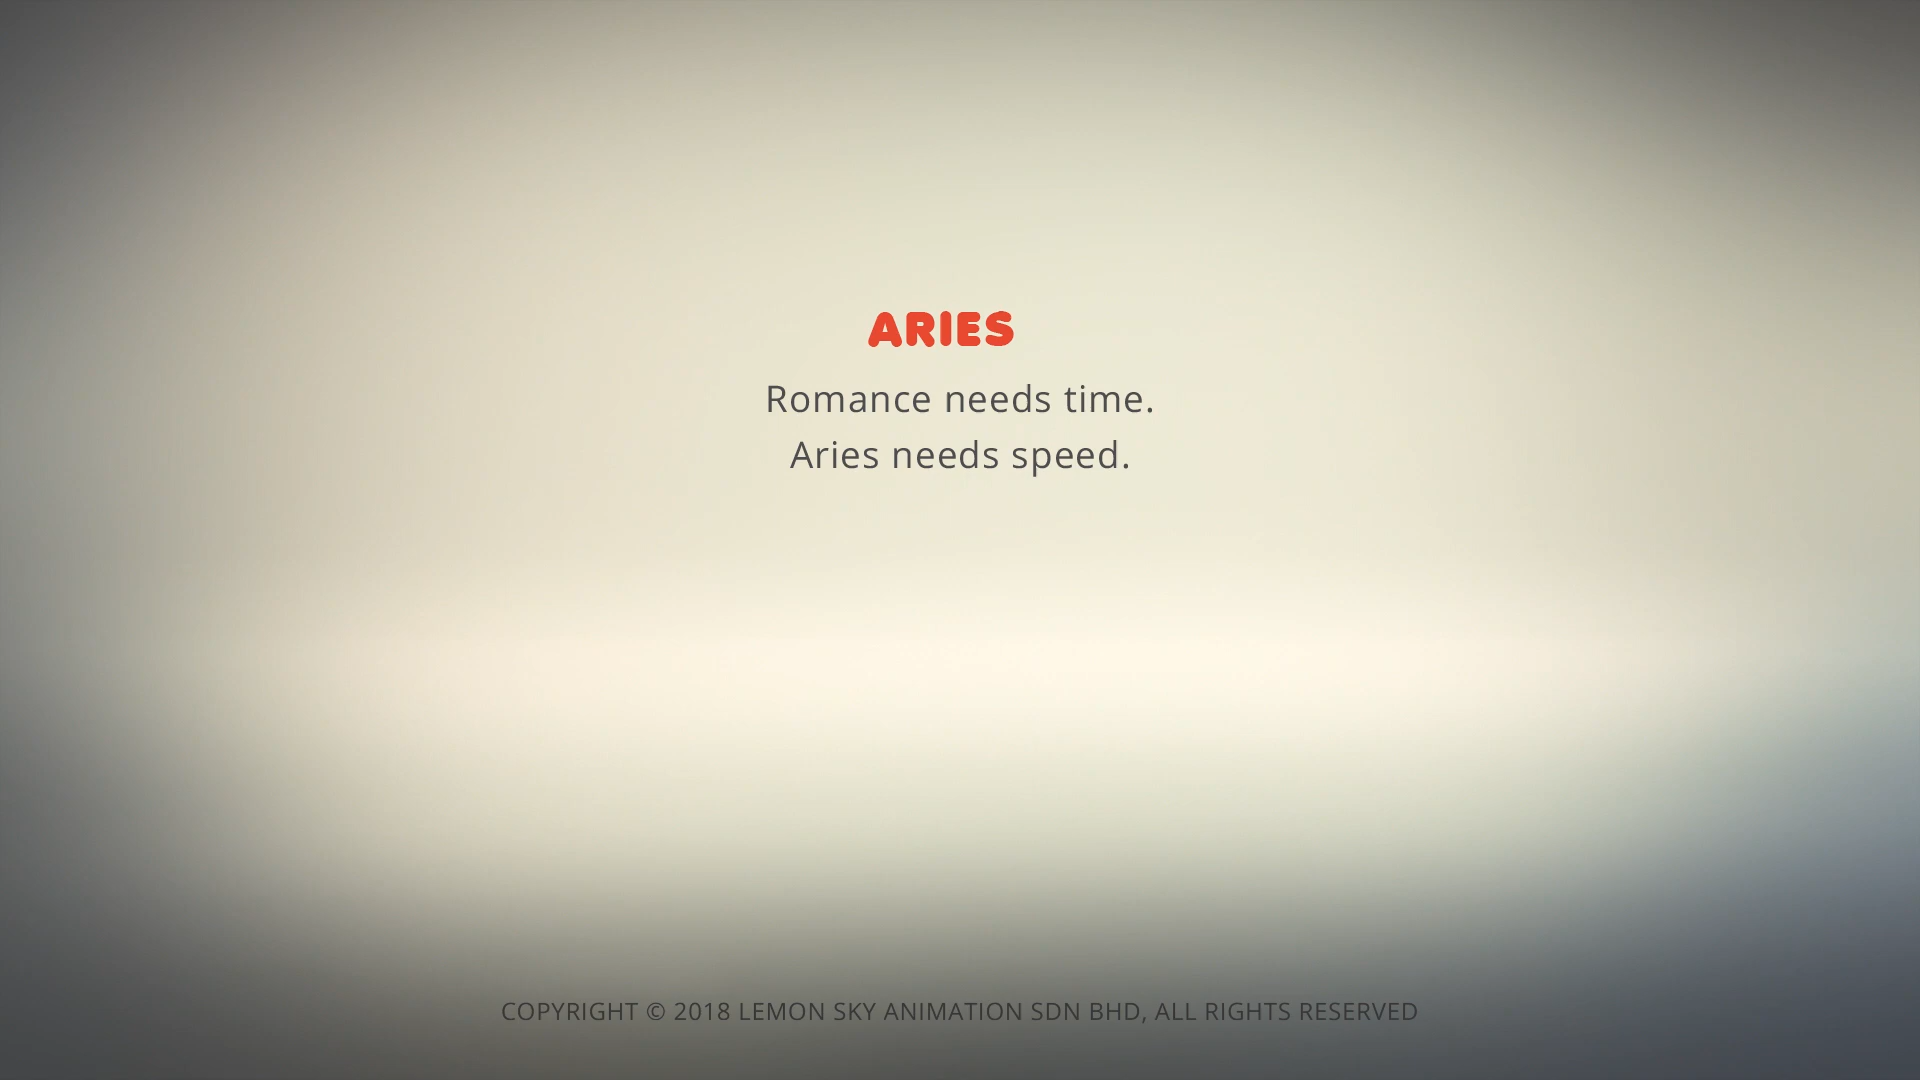 ARIES
Romance needs time.
Aries needs speed.
COPYRIGHT © 2018 LEMON SKY ANIMATION SDN BHD, ALL RIGHTS RESERVED